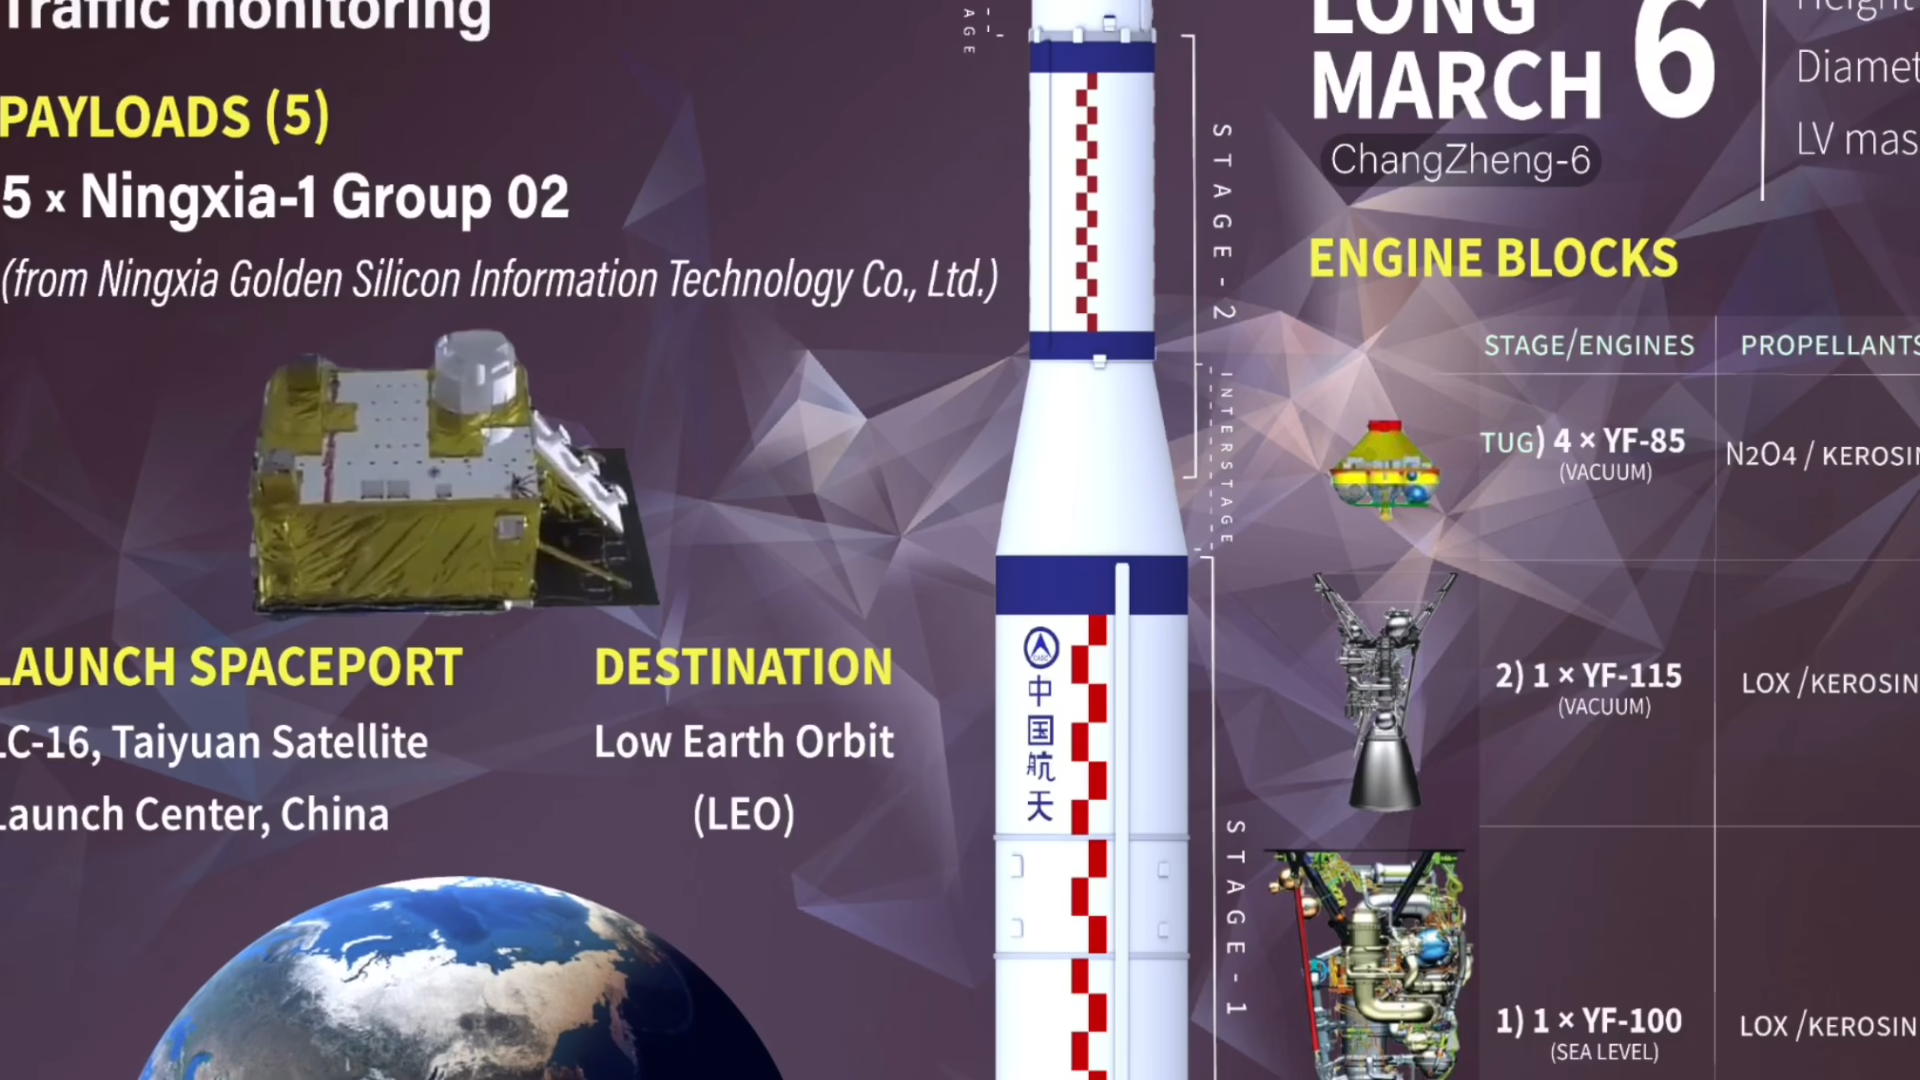 Traffic monitoring
PAYLOADS (5)
5 × Ningxia-1 Group 02
(from Ningxia Golden Silicon Information Technology Co., Ltd.)
LAUNCH SPACEPORT
LC-16, Taiyuan Satellite
Launch Center, China
DESTINATION
Low Earth Orbit
(LEO)
AGE
STAGE-2
INTERSTAGE
STAGE-1
中国航天
LONG
MARCH 6
ChangZheng-6
Height
Diamet
LV mas
ENGINE BLOCKS
STAGE/ENGINES
PROPELLANTS
TUG) 4 × YF-85
(VACUUM)
N2O4 / KEROSIN
2) 1 × YF-115
(VACUUM)
LOX /KEROSIN
1) 1 × YF-100
(SEA LEVEL)
LOX /KEROSIN